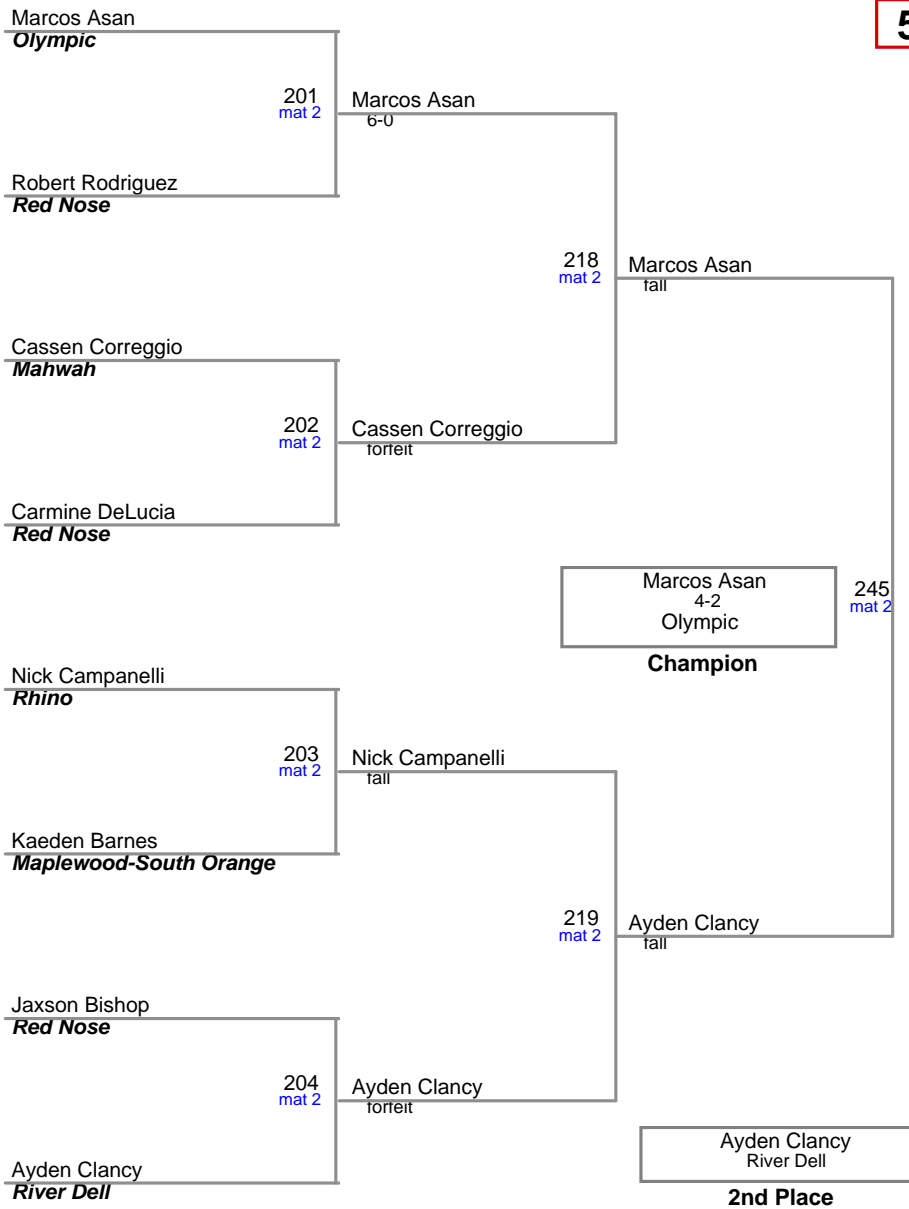 Marcos Asan
Olympic
201
mat 2
Marcos Asan
6-0
Robert Rodriguez
Red Nose
218
mat 2
Marcos Asan
fall
Cassen Correggio
Mahwah
202
mat 2
Cassen Correggio
forfeit
Carmine DeLucia
Red Nose
Marcos Asan
4-2
Olympic
Champion
245
mat 2
Nick Campanelli
Rhino
203
mat 2
Nick Campanelli
fall
Kaeden Barnes
Maplewood-South Orange
219
mat 2
Ayden Clancy
fall
Jaxson Bishop
Red Nose
204
mat 2
Ayden Clancy
forfeit
Ayden Clancy
River Dell
Ayden Clancy
River Dell
2nd Place